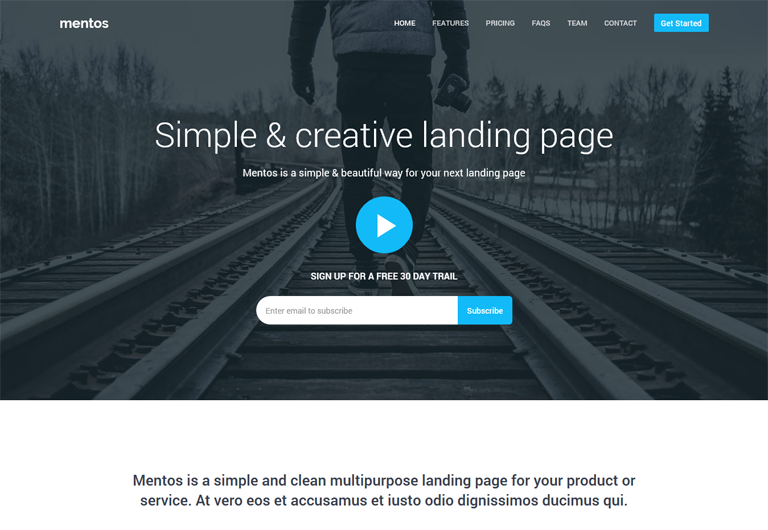 mentos
HOME FEATURES PRICING FAQS TEAM CONTACT Get Started
Simple & creative landing page
Mentos is a simple & beautiful way for your next landing page
SIGN UP FOR A FREE 30 DAY TRAIL
Enter email to subscribe Subscribe
Mentos is a simple and clean multipurpose landing page for your product or
service. At vero eos et accusamus et iusto odio dignissimos ducimus qui.